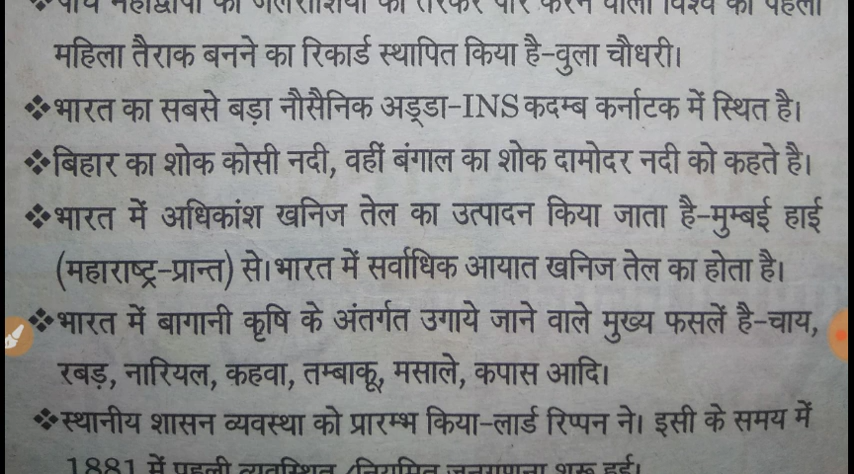 ❖ पाँच महाद्वीपों की जलराशियों को तैरकर पार करने वाली विश्व की पहली
महिला तैराक बनने का रिकार्ड स्थापित किया है-वुला चौधरी।
❖ भारत का सबसे बड़ा नौसैनिक अड्डा-INS कदम्ब कर्नाटक में स्थित है।
❖ बिहार का शोक कोसी नदी, वहीं बंगाल का शोक दामोदर नदी को कहते है।
❖ भारत में अधिकांश खनिज तेल का उत्पादन किया जाता है-मुम्बई हाई
(महाराष्ट्र-प्रान्त) से। भारत में सर्वाधिक आयात खनिज तेल का होता है।
❖ भारत में बागानी कृषि के अंतर्गत उगाये जाने वाले मुख्य फसलें है-चाय,
रबड़, नारियल, कहवा, तम्बाकू, मसाले, कपास आदि।
❖ स्थानीय शासन व्यवस्था को प्रारम्भ किया-लार्ड रिप्पन ने। इसी के समय में
1881 में पहली व्यवस्थित/नियमित जनगणना शुरू हुई।